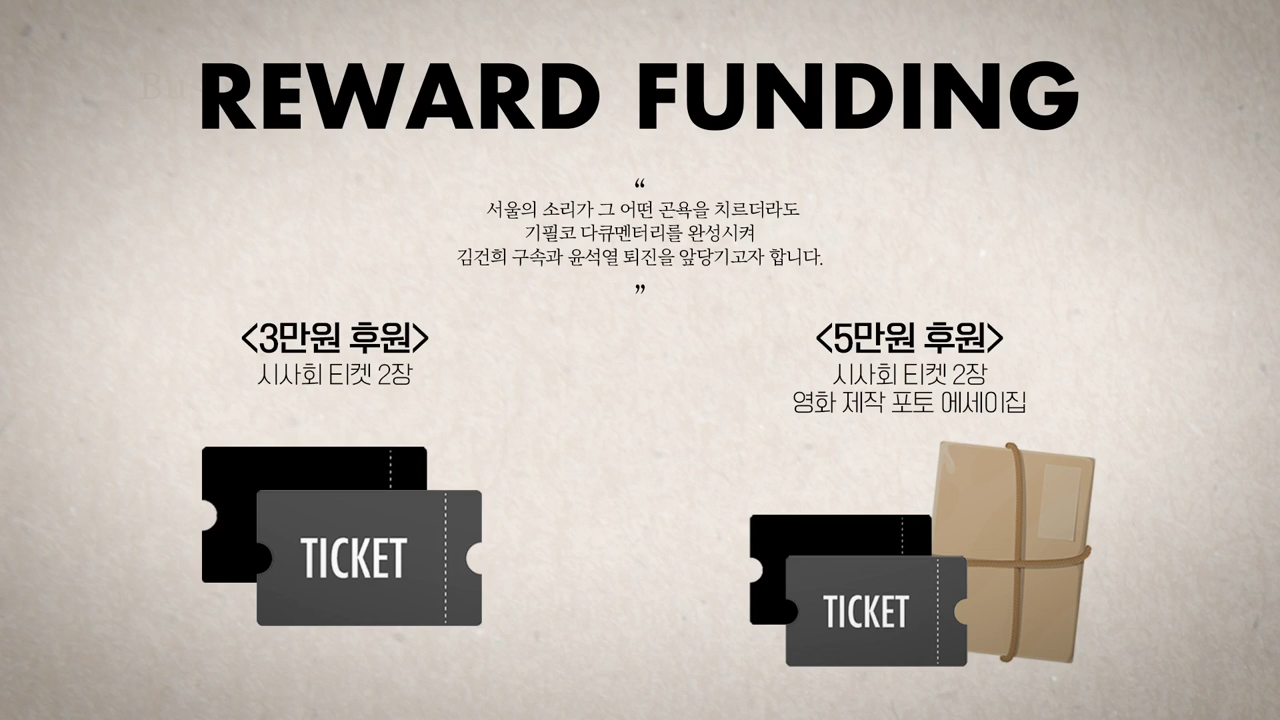 REWARD FUNDING
“
서울의 소리가 그 어떤 곤욕을 치르더라도
기필코 다큐멘터리를 완성시켜
김건희 구속과 윤석열 퇴진을 앞당기고자 합니다.
”
<3만원 후원>
시사회 티켓 2장
<5만원 후원>
시사회 티켓 2장
영화 제작 포토 에세이집
TICKET
TICKET